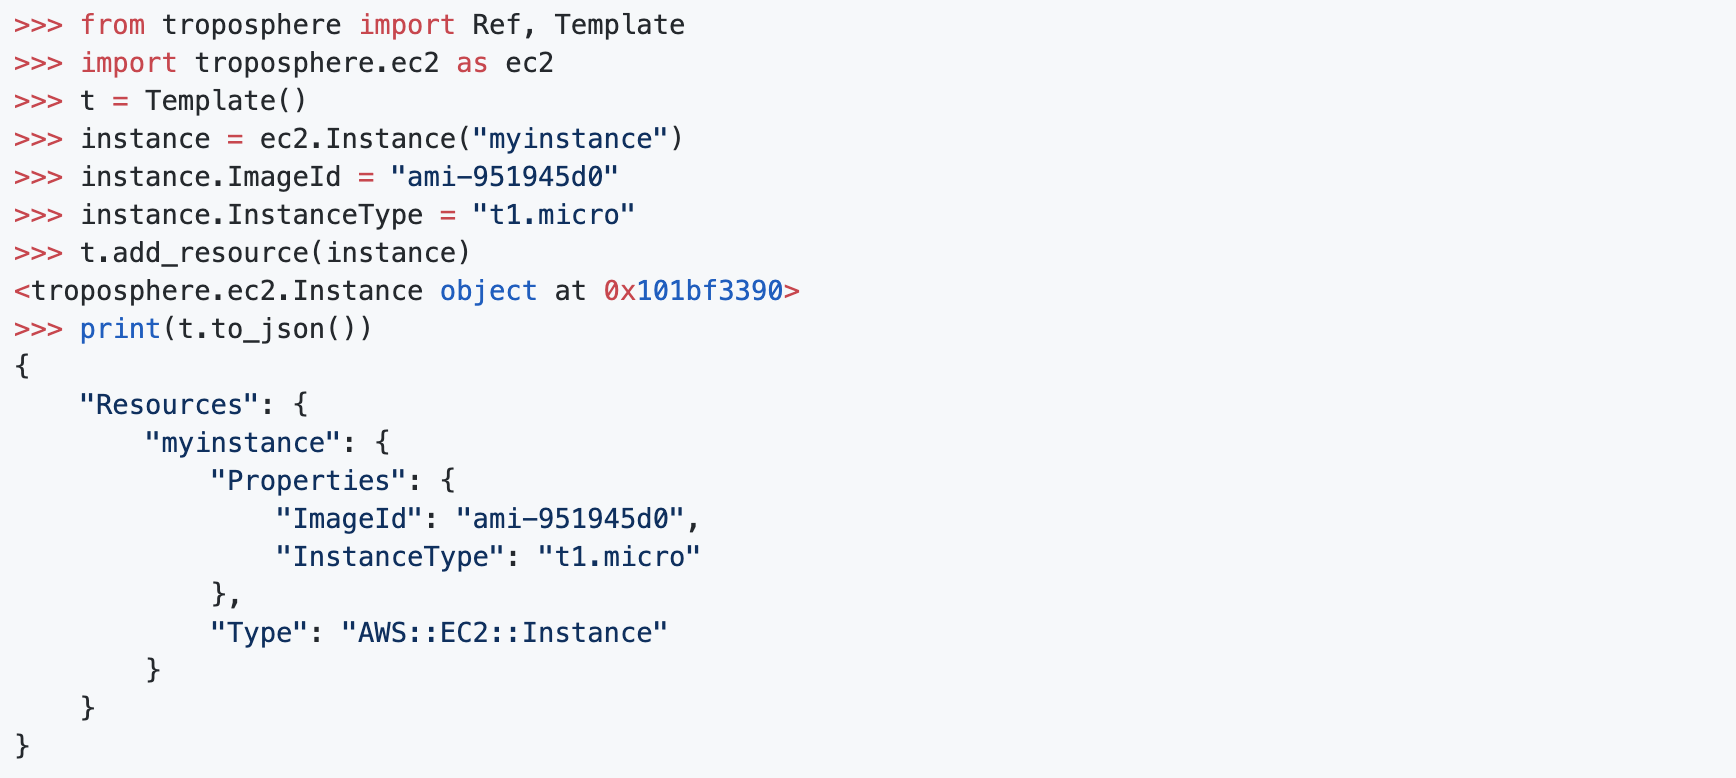 >>> from troposphere import Ref, Template
>>> import troposphere.ec2 as ec2
>>> t = Template()
>>> instance = ec2.Instance("myinstance")
>>> instance.ImageId = "ami-951945d0"
>>> instance.InstanceType = "t1.micro"
>>> t.add_resource(instance)
<troposphere.ec2.Instance object at 0x101bf3390>
>>> print(t.to_json())
{
    "Resources": {
        "myinstance": {
            "Properties": {
                "ImageId": "ami-951945d0",
                "InstanceType": "t1.micro"
            },
            "Type": "AWS::EC2::Instance"
        }
    }
}